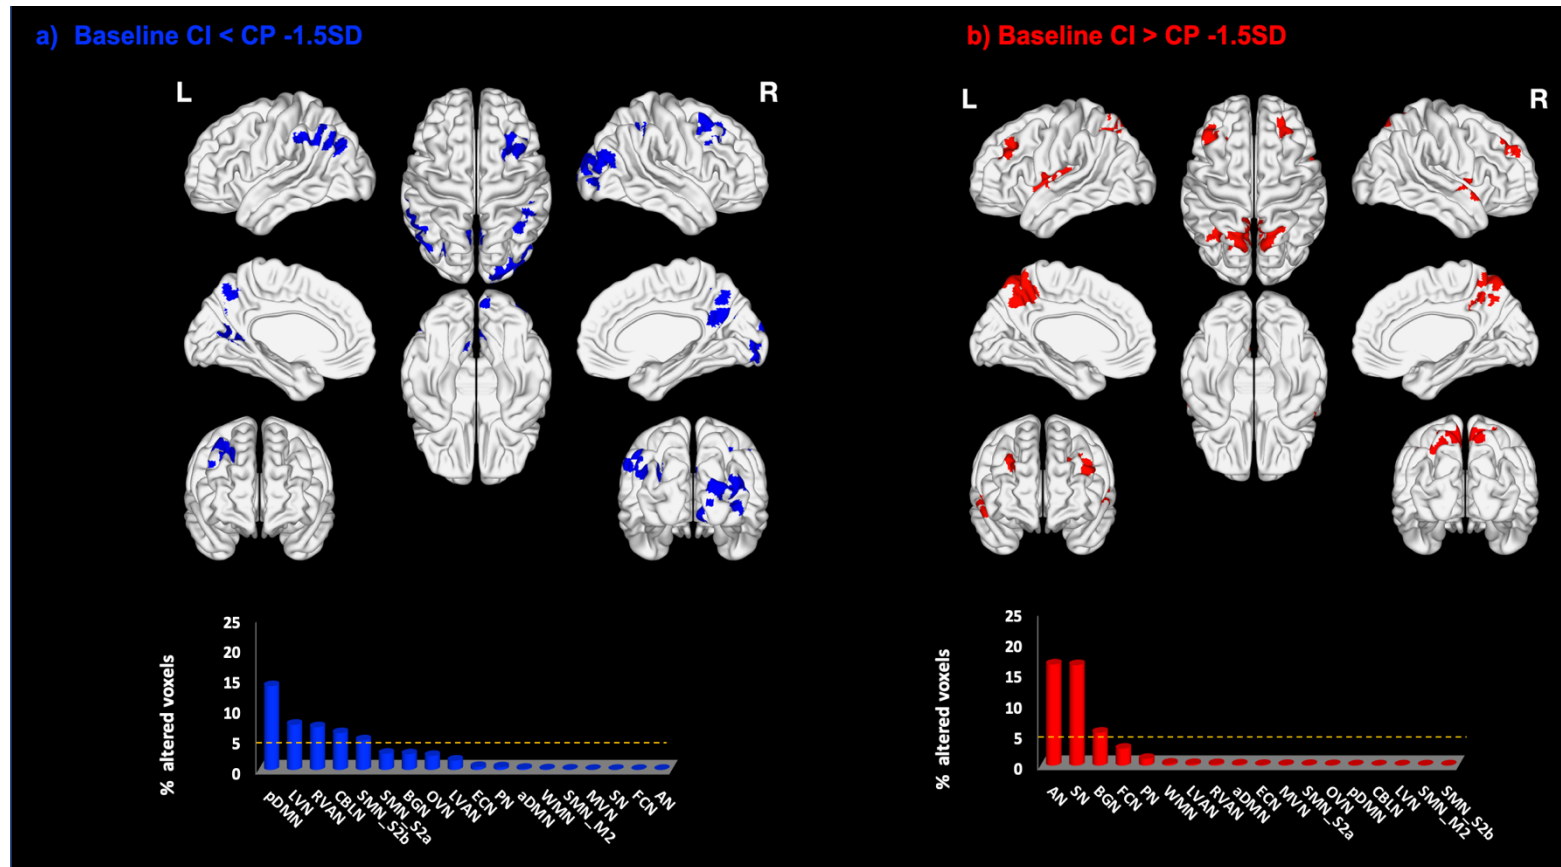 a) Baseline CI < CP -1.5SD
L
R
% altered voxels
25
20
15
10
5
0
pDMN
LVN
RVAN
CBLN
SMN_S2b
SMN_S2a
BGN
OVN
LVAN
ECN
PN
aDMN
WMN
SMN_M2
MVN
SN
FCN
AN
b) Baseline CI > CP -1.5SD
L
R
% altered voxels
25
20
15
10
5
0
AN
SN
BGN
FCN
PN
WMN
LVAN
RVAN
aDMN
ECN
MVN
SMN_S2a
OVN
pDMN
CBLN
LVN
SMN_M2
SMN_S2b